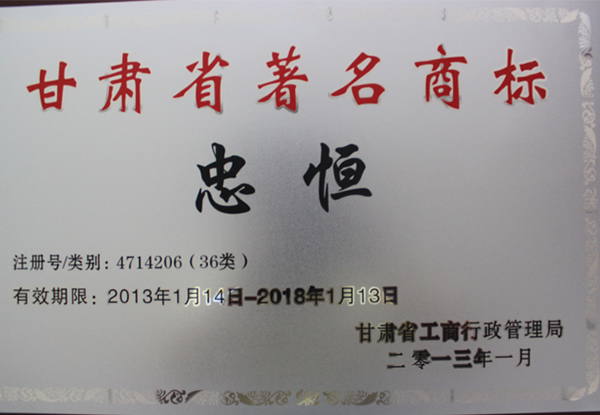 甘肃省著名商标
忠恒
注册号/类别：4714206（36类）
有效期限：2013年1月14日-2018年1月13日
甘肃省工商行政管理局
二零一三年一月